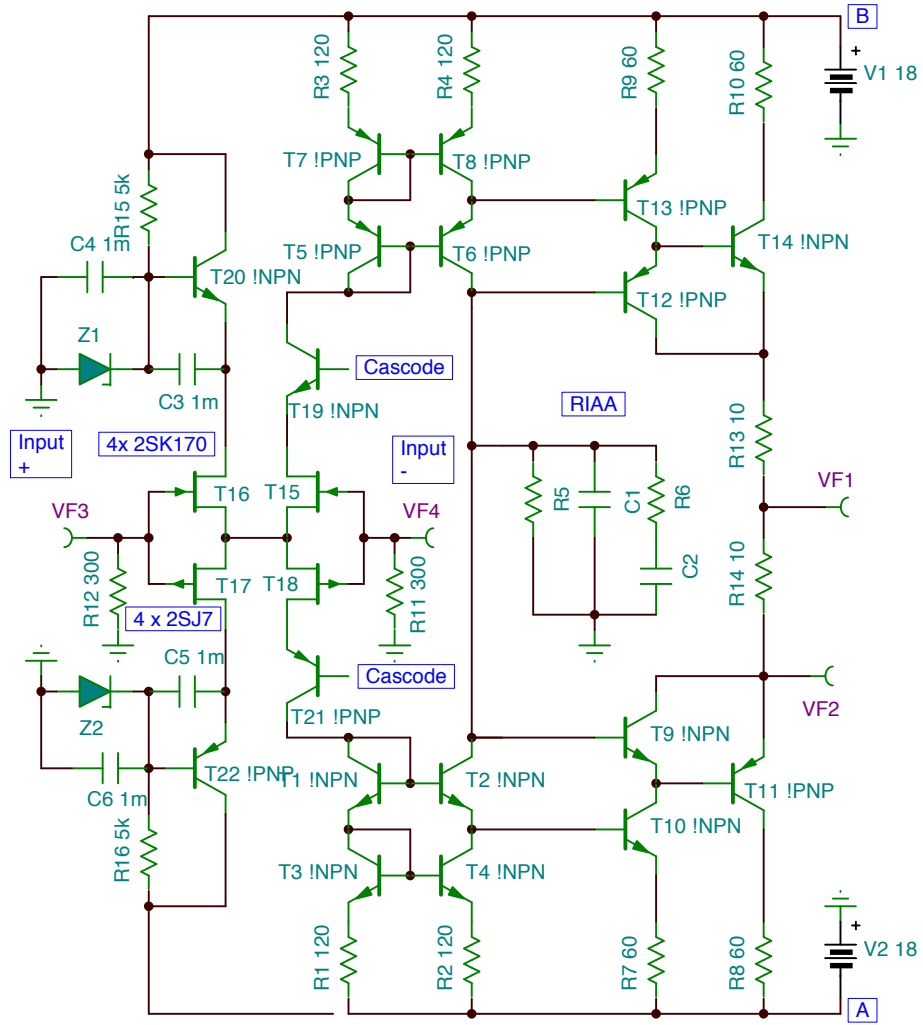 B
R3 120
R4 120
R9 60
R10 60
+
V1 18
T7 !PNP
T8 !PNP
R15 5k
T13 !PNP
C4 1m
T5 !PNP
T6 !PNP
T14 !NPN
T20 !NPN
T12 !PNP
Z1
Cascode
C3 1m
T19 !NPN
RIAA
R13 10
Input
+
4x 2SK170
Input
-
VF1
T16
T15
R5
C1
R6
VF3
VF4
T17
T18
C2
R14 10
R12 300
R11 300
4 x 2SJ7
C5 1m
Cascode
Z2
T21 !PNP
VF2
T9 !NPN
T22 !PNP
T1 !NPN
T2 !NPN
T11 !PNP
C6 1m
T10 !NPN
R16 5k
T3 !NPN
T4 !NPN
+
V2 18
R1 120
R2 120
R7 60
R8 60
A